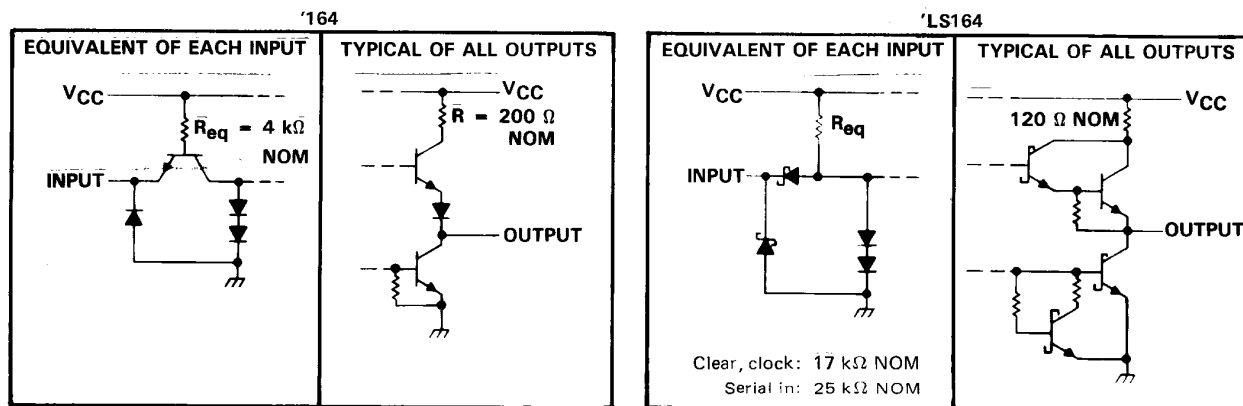 '164
EQUIVALENT OF EACH INPUT
VCC
Req = 4 kΩ
NOM
INPUT
TYPICAL OF ALL OUTPUTS
VCC
R = 200 Ω
NOM
OUTPUT
'LS164
EQUIVALENT OF EACH INPUT
VCC
Req
INPUT
Clear, clock: 17 kΩ NOM
Serial in: 25 kΩ NOM
TYPICAL OF ALL OUTPUTS
VCC
120 Ω NOM
OUTPUT